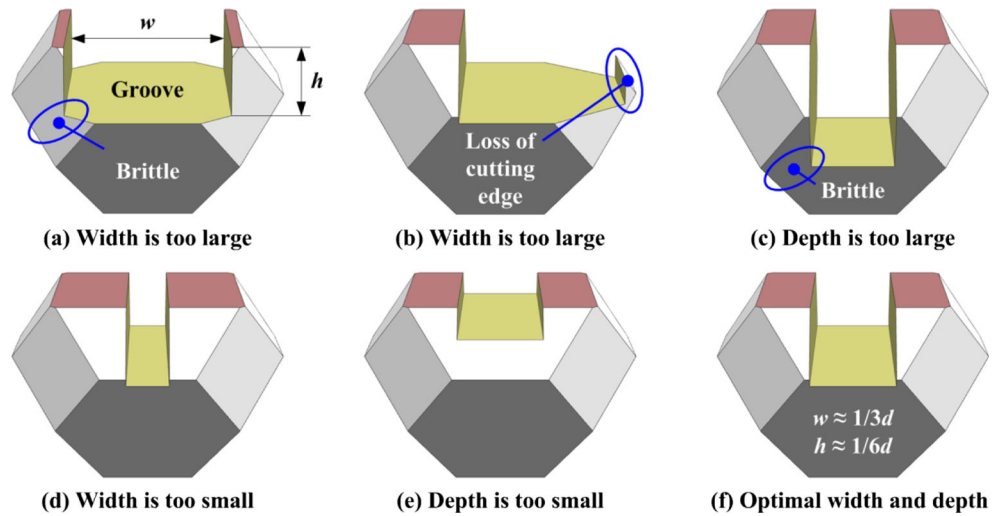 w
h
Groove
Brittle
(a) Width is too large
Loss of
cutting
edge
(b) Width is too large
Brittle
(c) Depth is too large
(d) Width is too small
(e) Depth is too small
w ≈ 1/3d
h ≈ 1/6d
(f) Optimal width and depth